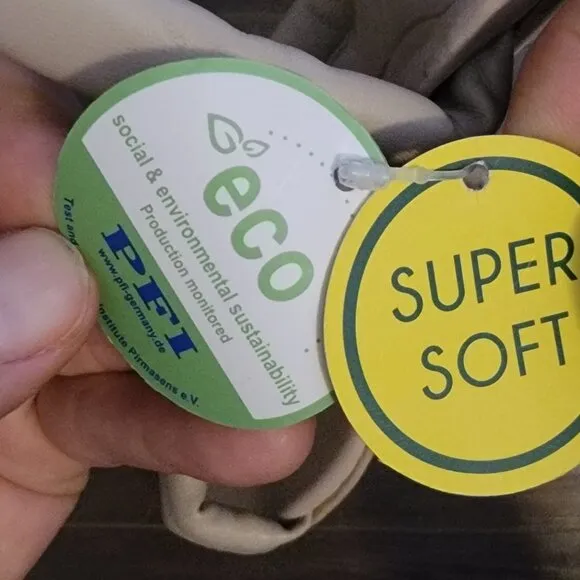 eco
social & environmental sustainability
Production monitored
PFI
www.pfi-germany.de
Test and
Institute Pirmasens e.V.
SUPER
SOFT